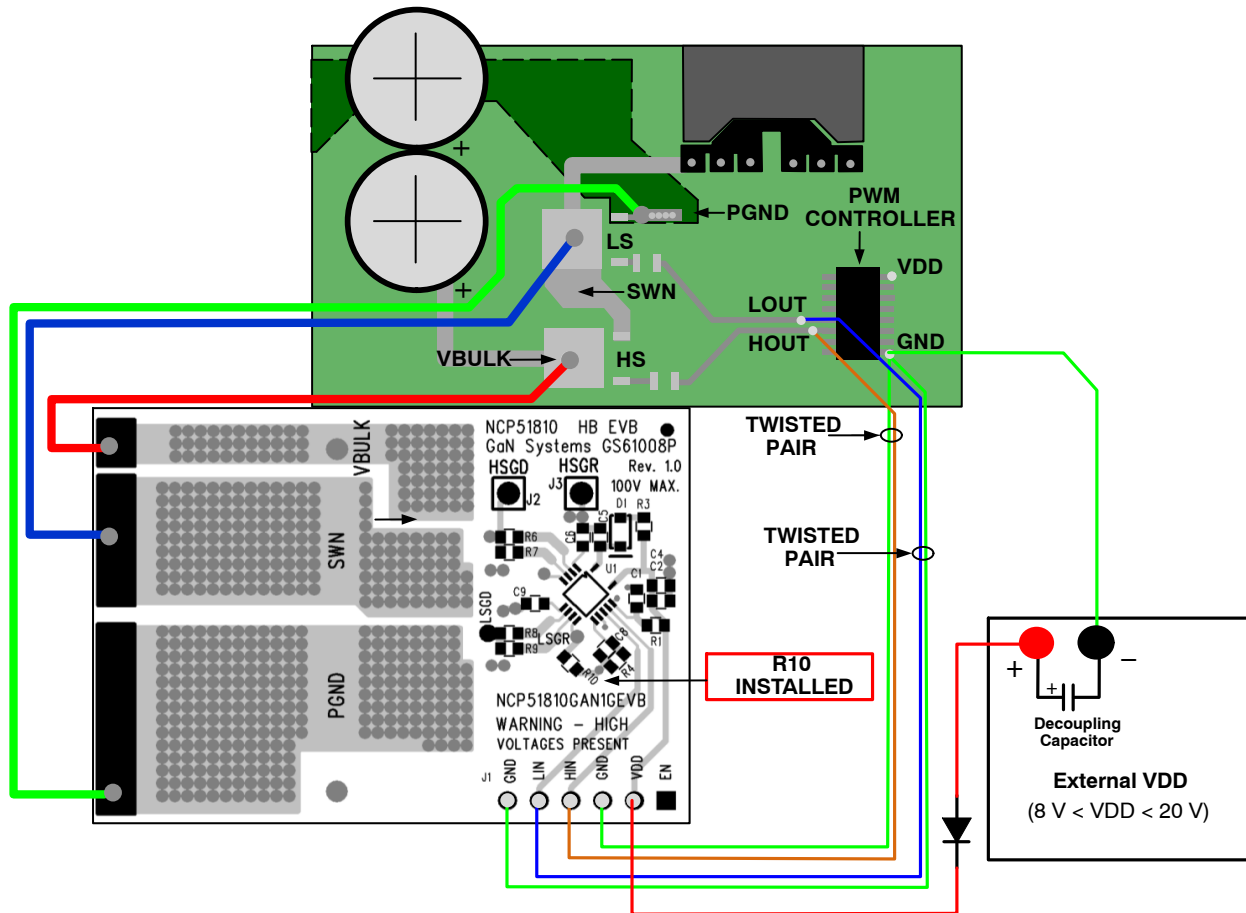 +
PGND
PWM
CONTROLLER
LS
VDD
+
SWN
LOUT
HOUT
GND
VBULK
HS
TWISTED
PAIR
TWISTED
PAIR
NCP51810 HB EVB
GaN Systems GS61008P
HSGD
HSGR
Rev. 1.0
100V MAX.
J2
J3
VBULK
SWN
PGND
D1
R3
C6
C5
R6
R7
U1
C4
C2
C1
C9
R1
LSGD
R8
R9
LSGR
C8
R4
R10
R10
INSTALLED
NCP51810GAN1GEVB
WARNING – HIGH
VOLTAGES PRESENT
J1
GND
LIN
HIN
GND
VDD
EN
+
–
+
Decoupling
Capacitor
External VDD
(8 V < VDD < 20 V)